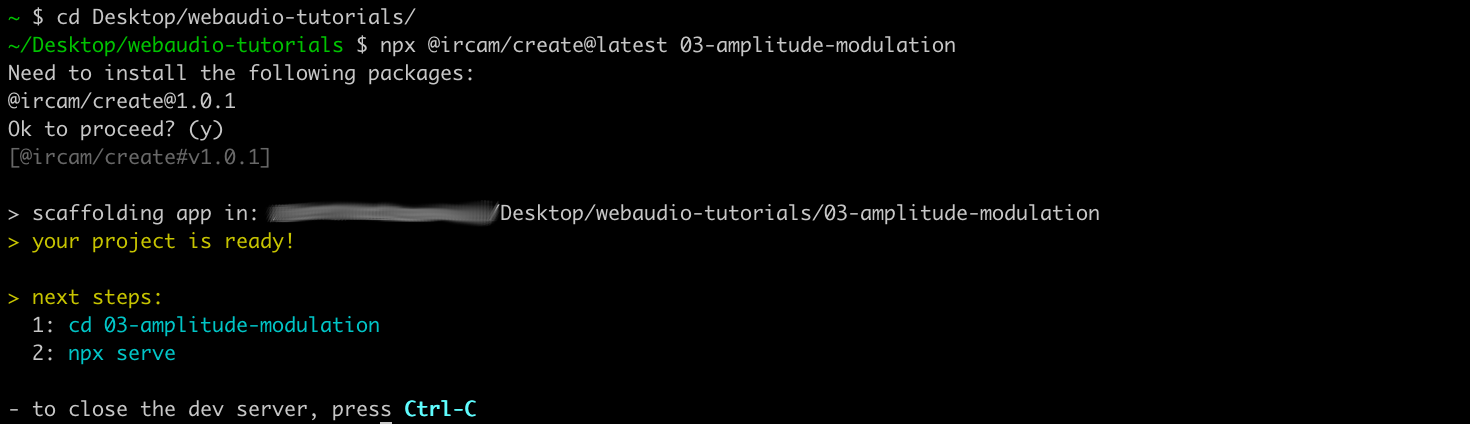 ~ $ cd Desktop/webaudio-tutorials/
~/Desktop/webaudio-tutorials $ npx @ircam/create@latest 03-amplitude-modulation
Need to install the following packages:
@ircam/create@1.0.1
Ok to proceed? (y)
[@ircam/create#v1.0.1]
> scaffolding app in: /Desktop/webaudio-tutorials/03-amplitude-modulation
> your project is ready!
> next steps:
1: cd 03-amplitude-modulation
2: npx serve
- to close the dev server, press Ctrl-C